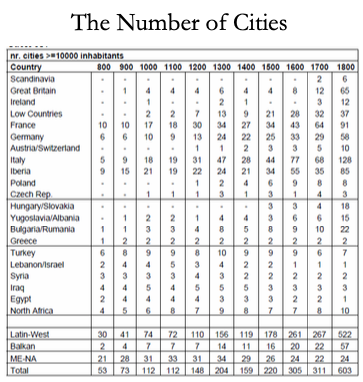 The Number of Cities
nr. cities >=10000 inhabitants
Country 800 900 1000 1100 1200 1300 1400 1500 1600 1700 1800
Scandinavia - - - - - - - - - 2 6
Great Britain - 1 4 4 4 6 4 4 8 12 65
Ireland - - 1 - - 2 1 - - 3 12
Low Countries - - 2 2 7 13 9 21 28 32 37
France 10 10 17 18 30 34 27 34 43 64 91
Germany 6 6 10 9 13 24 22 25 33 29 58
Austria/Switzerland - - - - 1 1 2 3 3 5 10
Italy 5 9 18 19 31 47 28 44 77 68 128
Iberia 9 15 21 19 22 24 21 34 55 35 85
Poland - - - - 1 2 4 6 9 8 8
Czech Rep. - - 1 1 1 3 1 3 1 4 3
Hungary/Slovakia - - - - - - - 3 3 4 18
Yugoslavia/Albania - 1 2 2 1 4 4 3 6 6 15
Bulgaria/Rumania 1 1 3 3 4 8 5 8 9 10 22
Greece 1 2 2 2 2 2 2 2 2 2 2
Turkey 6 8 9 9 8 10 9 9 9 6 7
Lebanon/Israel 2 4 4 5 3 4 2 2 1 1 1
Syria 3 3 3 3 4 3 2 2 2 2 2
Iraq 4 4 5 4 5 5 5 3 3 3 3
Egypt 2 4 4 4 4 3 3 3 2 2 1
North Africa 4 5 6 8 7 9 8 7 7 8 10
Latin-West 30 41 74 72 110 156 119 178 261 267 522
Balkan 2 4 7 7 7 14 11 16 20 22 57
ME-NA 21 28 31 33 31 34 29 26 24 22 24
Total 53 73 112 112 148 204 159 220 305 311 603